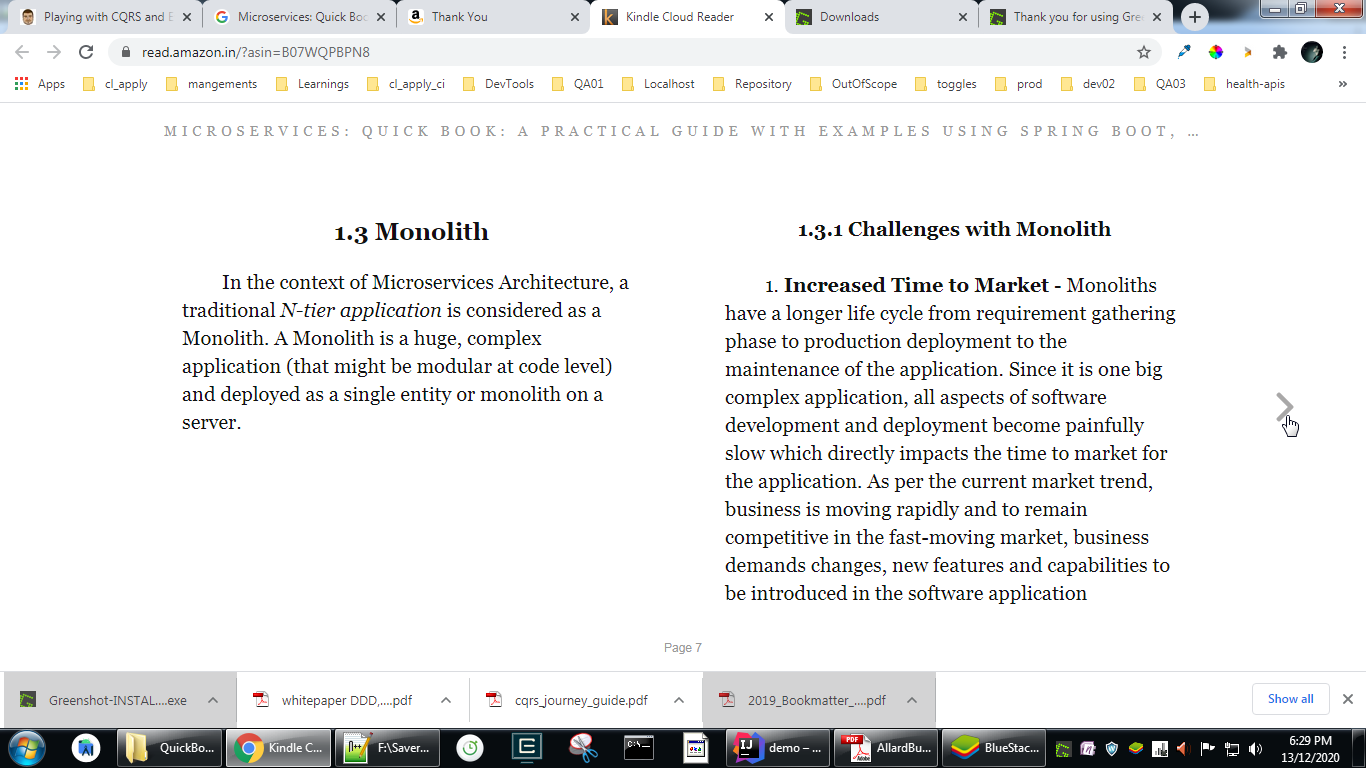 Playing with CQRS and E
Microservices: Quick Boo
Thank You
Kindle Cloud Reader
Downloads
Thank you for using Gre
read.amazon.in/?asin=B07WQPBPN8
Apps
cl_apply
mangements
Learnings
cl_apply_ci
DevTools
QA01
Localhost
Repository
OutOfScope
toggles
prod
dev02
QA03
health-apis
»
MICROSERVICES: QUICK BOOK: A PRACTICAL GUIDE WITH EXAMPLES USING SPRING BOOT, …
1.3 Monolith
In the context of Microservices Architecture, a
traditional N-tier application is considered as a
Monolith. A Monolith is a huge, complex
application (that might be modular at code level)
and deployed as a single entity or monolith on a
server.
1.3.1 Challenges with Monolith
1. Increased Time to Market - Monoliths
have a longer life cycle from requirement gathering
phase to production deployment to the
maintenance of the application. Since it is one big
complex application, all aspects of software
development and deployment become painfully
slow which directly impacts the time to market for
the application. As per the current market trend,
business is moving rapidly and to remain
competitive in the fast-moving market, business
demands changes, new features and capabilities to
be introduced in the software application
Page 7
Greenshot-INSTAL....exe
whitepaper DDD,....pdf
cqrs_journey_guide.pdf
2019_Bookmatter_....pdf
Show all
QuickBo...
Kindle C...
F:\Saver...
demo – ...
AllardBu...
BlueStac...
6:29 PM
13/12/2020